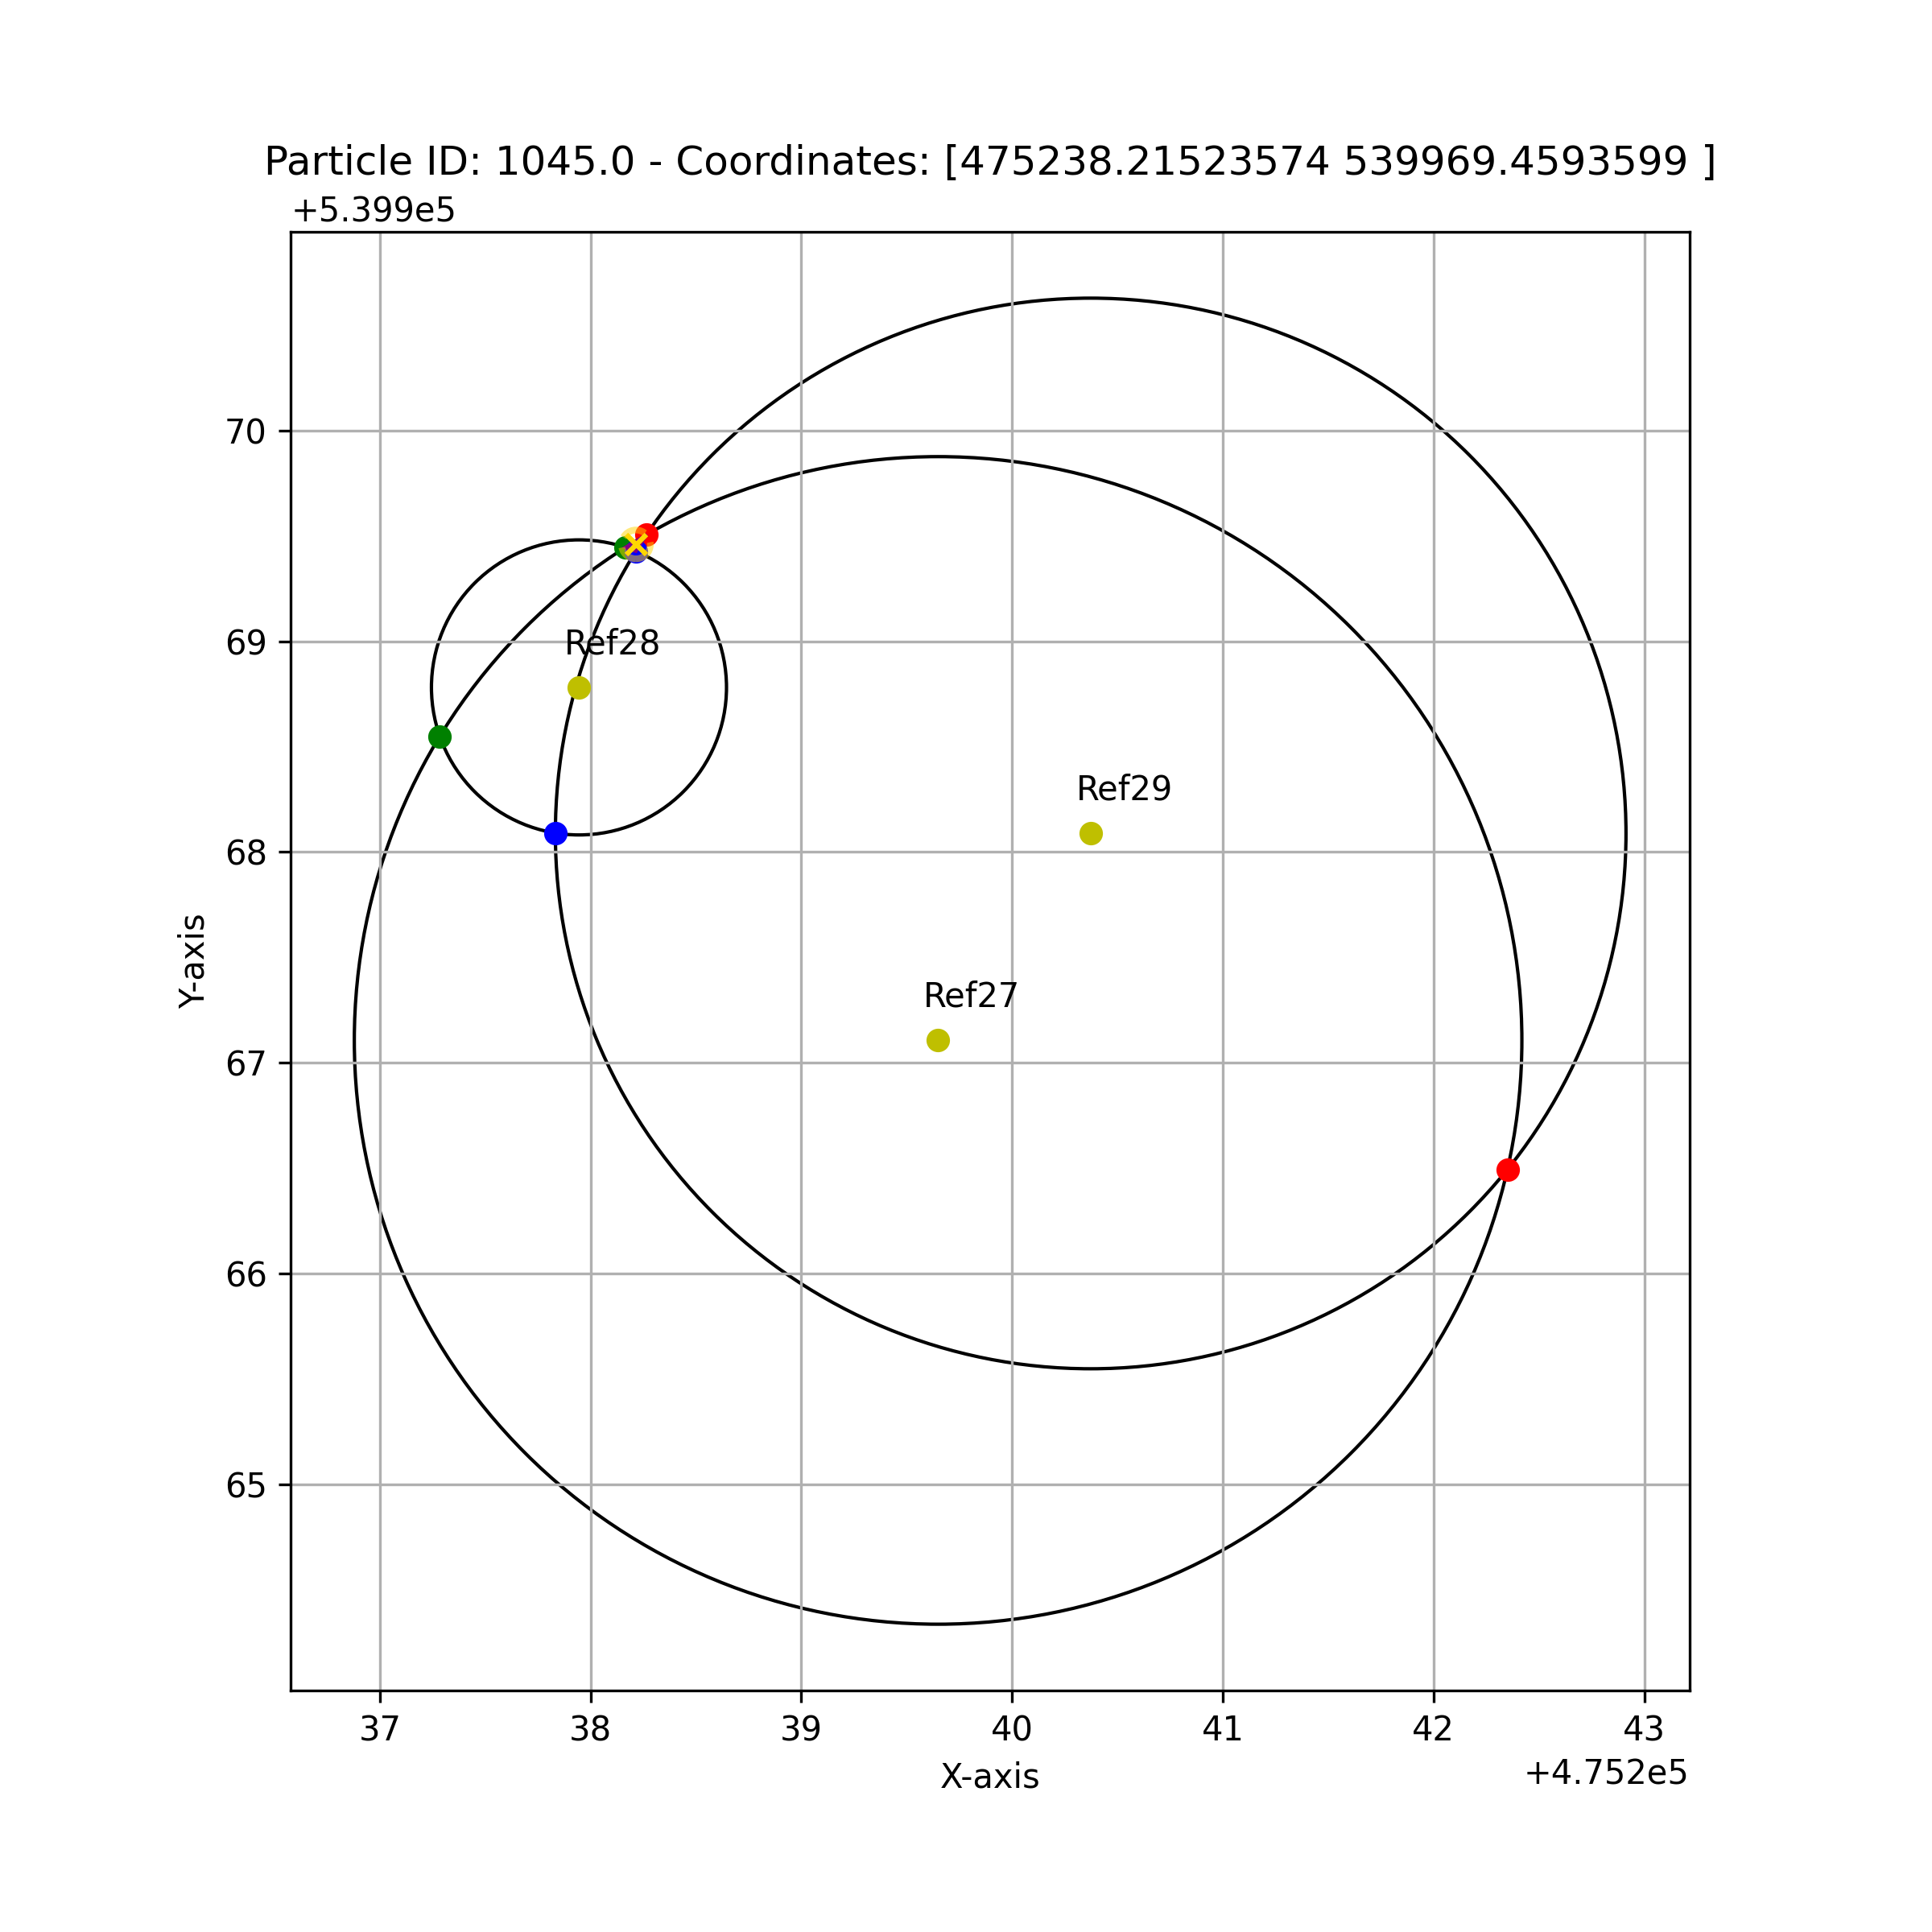 Particle ID: 1045.0 - Coordinates: [475238.21523574 539969.4593599 ]
+5.399e5
70
69
68
67
66
65
Y-axis
Ref28
Ref29
Ref27
37 38 39 40 41 42 43
X-axis
+4.752e5